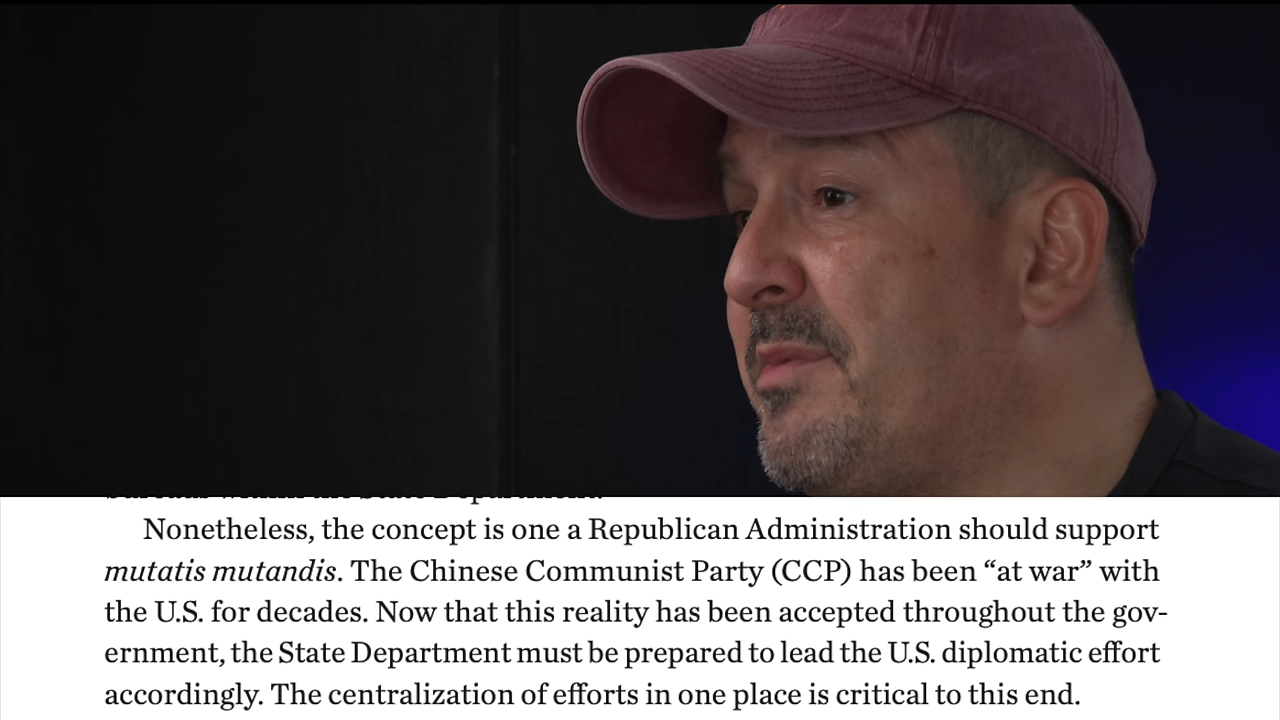 Nonetheless, the concept is one a Republican Administration should support
mutatis mutandis. The Chinese Communist Party (CCP) has been “at war” with
the U.S. for decades. Now that this reality has been accepted throughout the gov-
ernment, the State Department must be prepared to lead the U.S. diplomatic effort
accordingly. The centralization of efforts in one place is critical to this end.